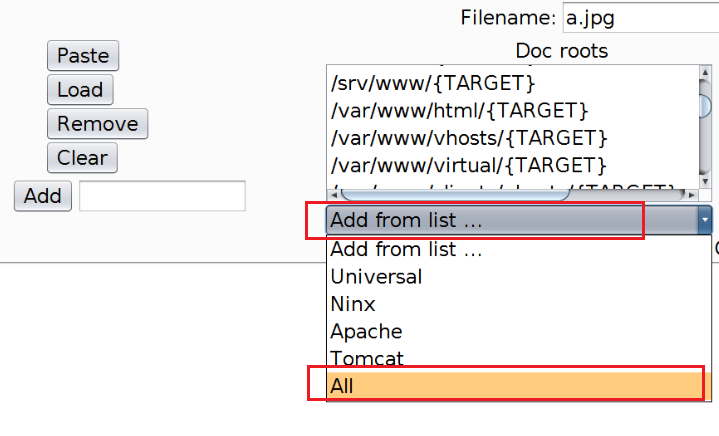 Filename: a.jpg
Paste
Load
Remove
Clear
Add
Doc roots
/srv/www/{TARGET}
/var/www/html/{TARGET}
/var/www/vhosts/{TARGET}
/var/www/virtual/{TARGET}
Add from list ...
Add from list ...
Universal
Ninx
Apache
Tomcat
All